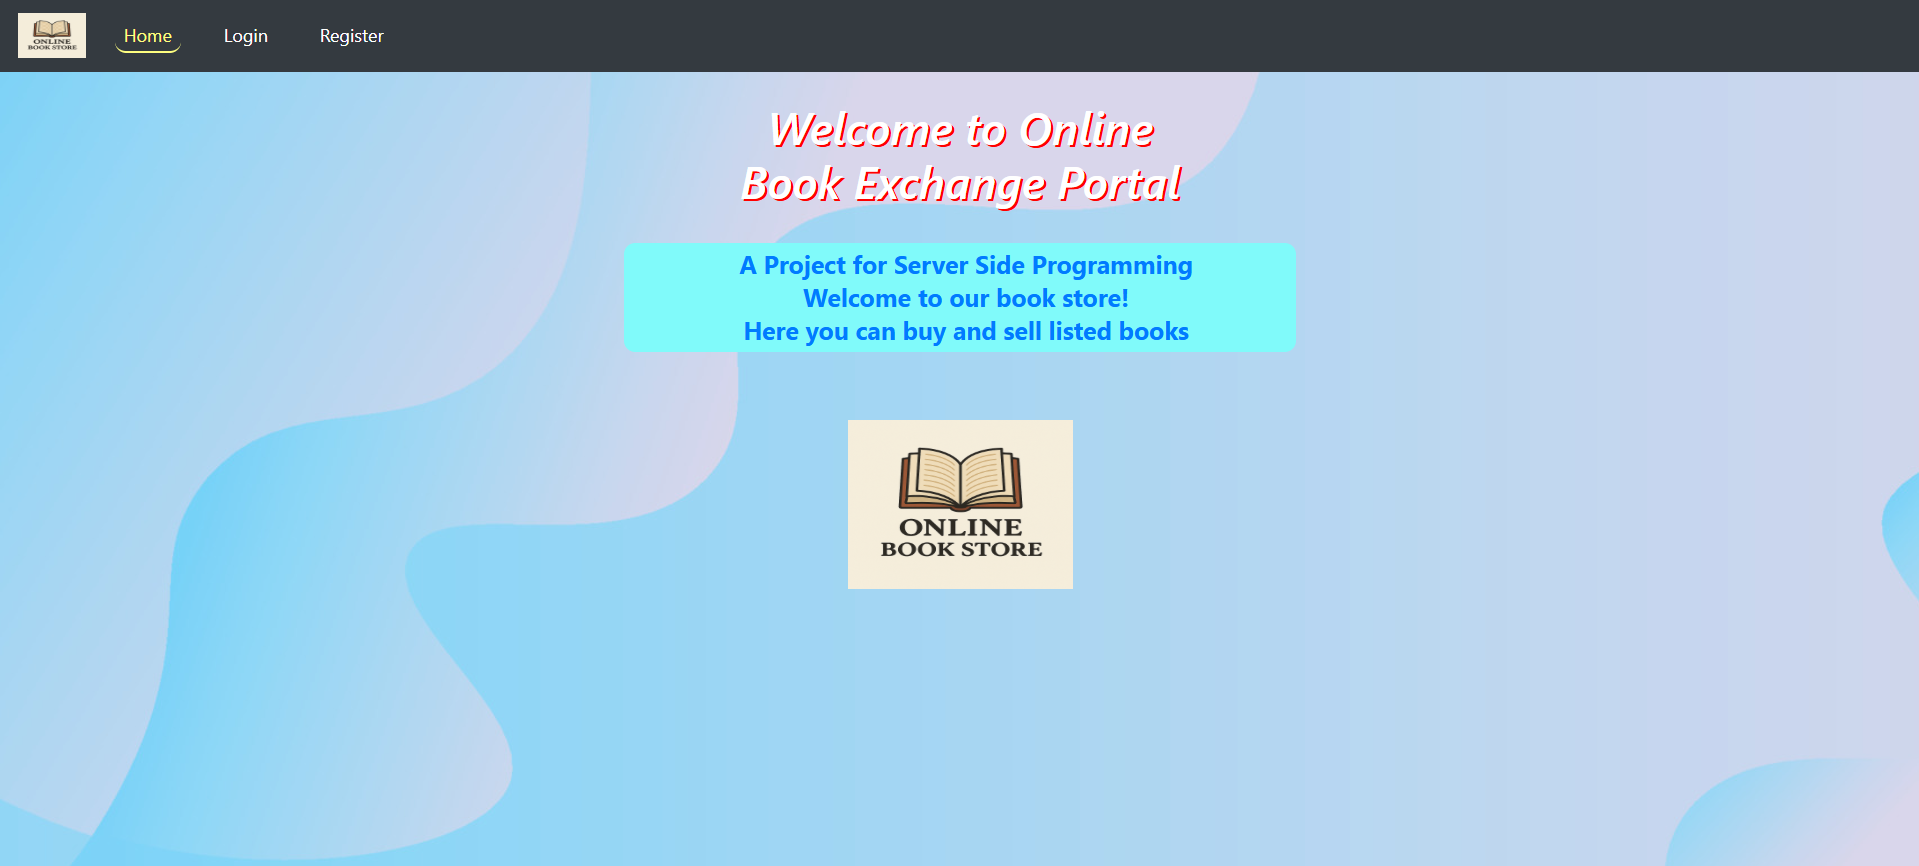 ONLINE
BOOK STORE
Home
Login
Register
Welcome to Online
Book Exchange Portal
A Project for Server Side Programming
Welcome to our book store!
Here you can buy and sell listed books
ONLINE
BOOK STORE